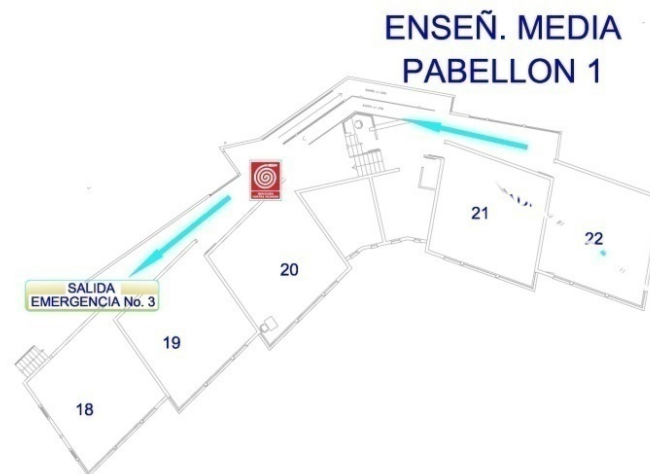 ENSEÑ. MEDIA
PABELLON 1
21
22
20
SALIDA
EMERGENCIA No. 3
19
18